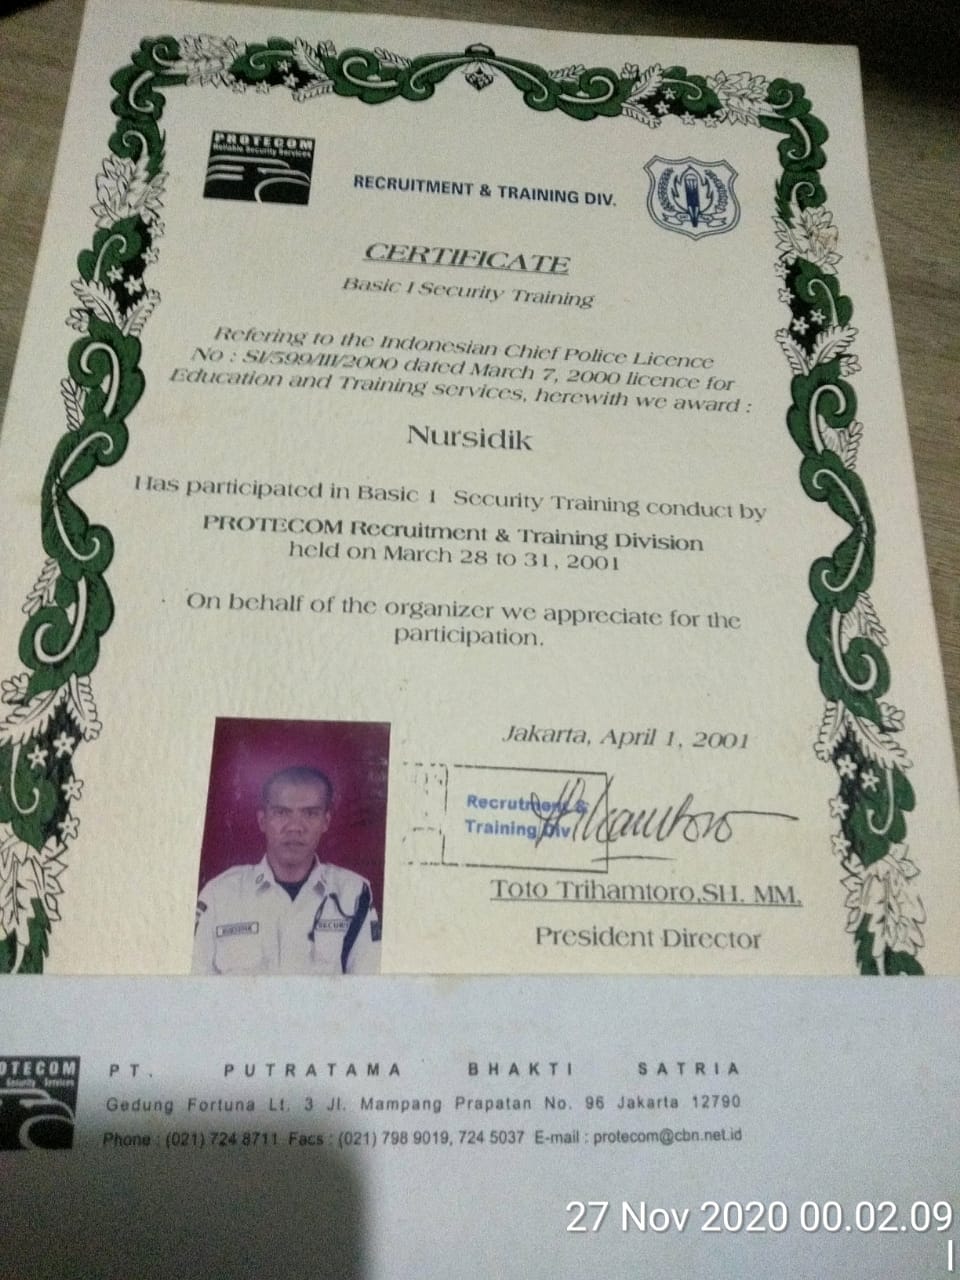 PROTECOM
Reliable Security Services
RECRUITMENT & TRAINING DIV.
CERTIFICATE
Basic I Security Training
Refering to the Indonesian Chief Police Licence
No : SI/599/III/2000 dated March 7, 2000 licence for
Education and Training services, herewith we award :
Nursidik
Has participated in Basic 1 Security Training conduct by
PROTECOM Recruitment & Training Division
held on March 28 to 31, 2001
On behalf of the organizer we appreciate for the
participation.
Jakarta, April 1, 2001
Recrutment &
Training Div
Toto Trihamtoro,SH. MM.
President Director
OTECOM
Security Services
PT. PUTRATAMA BHAKTI SATRIA
Gedung Fortuna Lt. 3 Jl. Mampang Prapatan No. 96 Jakarta 12790
Phone : (021) 724 8711 Facs : (021) 798 9019, 724 5037 E-mail : protecom@cbn.net.id
27 Nov 2020 00.02.09